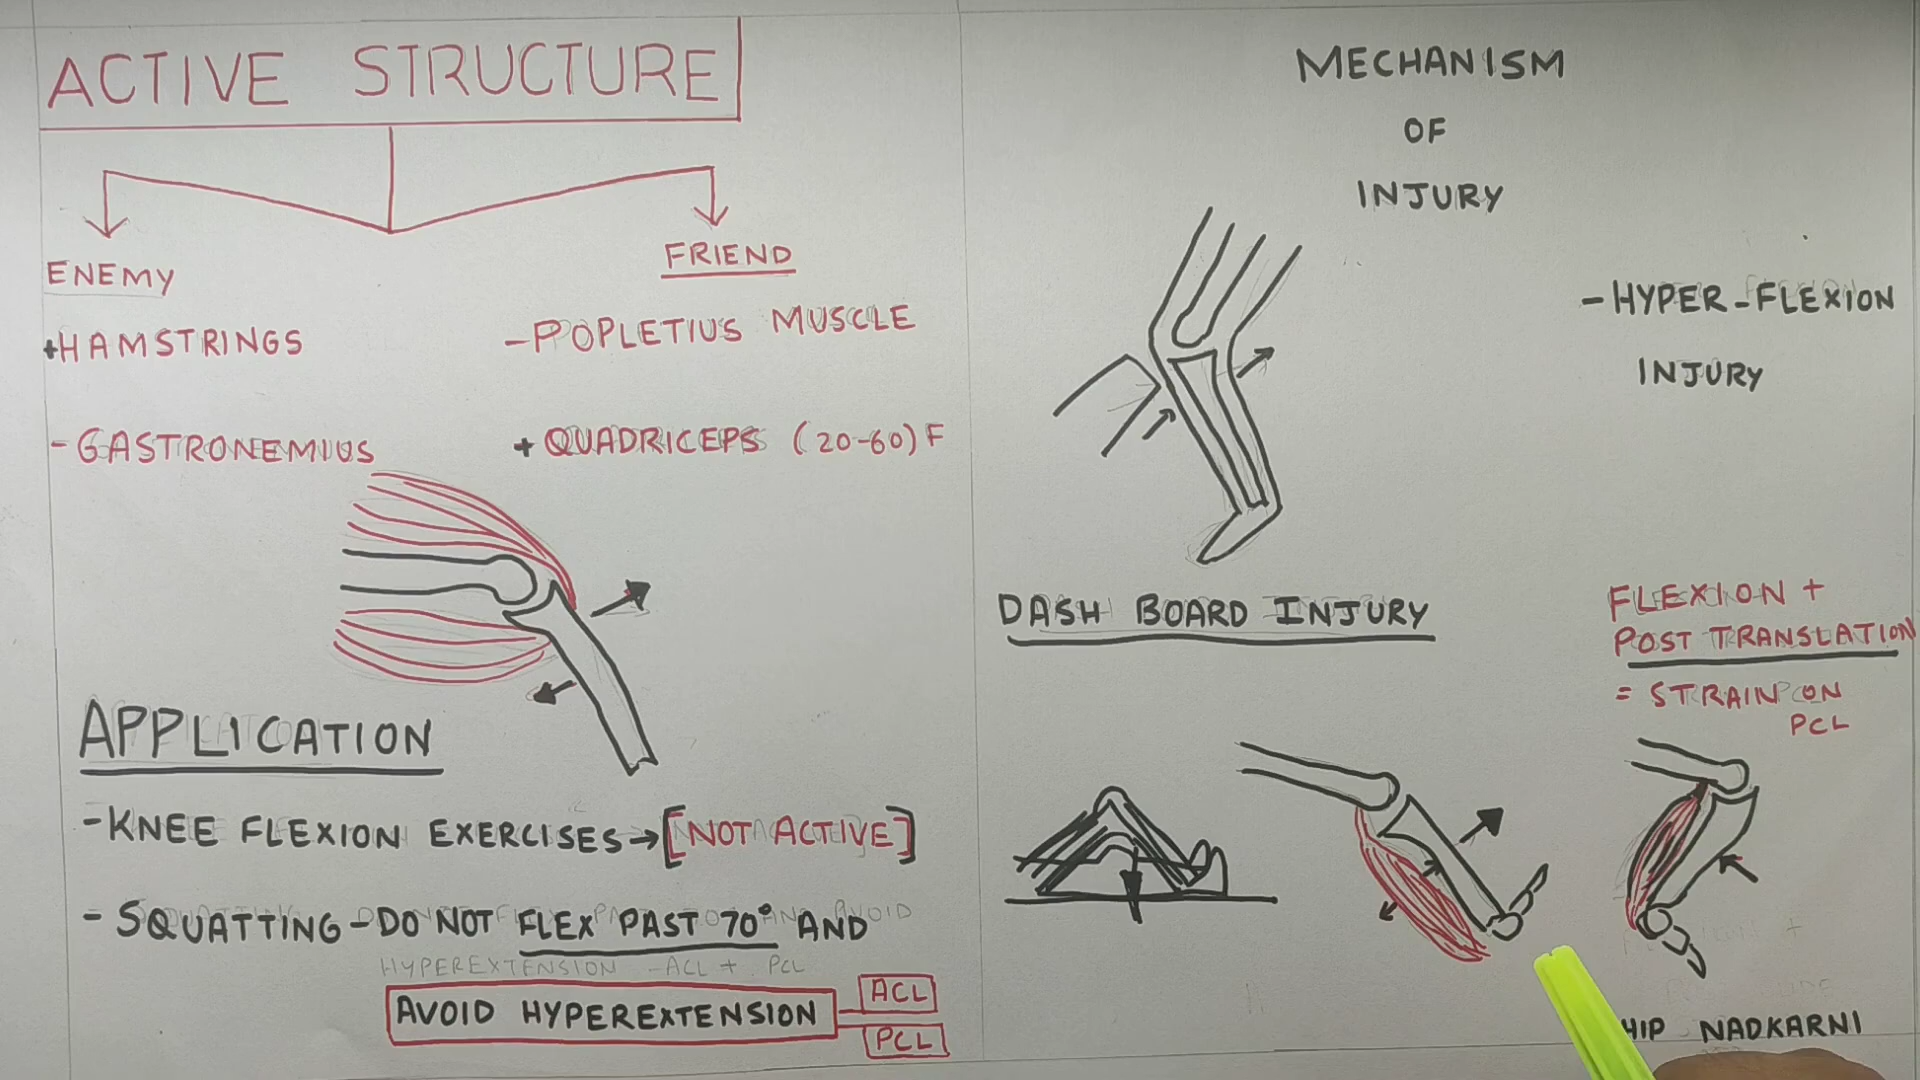 ACTIVE STRUCTURE
ENEMY
+HAMSTRINGS
- GASTRONEMIUS
FRIEND
- POPLETIUS MUSCLE
+ QUADRICEPS (20-60) F
APPLICATION
- KNEE FLEXION EXERCISES → [NOT ACTIVE]
- SQUATTING - DO NOT FLEX PAST 70° AND
HYPEREXTENSION - ACL + PCL
AVOID HYPEREXTENSION
ACL
PCL
MECHANISM
OF
INJURY
- HYPER-FLEXION
INJURY
DASH BOARD INJURY
FLEXION +
POST TRANSLATION
= STRAIN ON
PCL
HIP NADKARNI